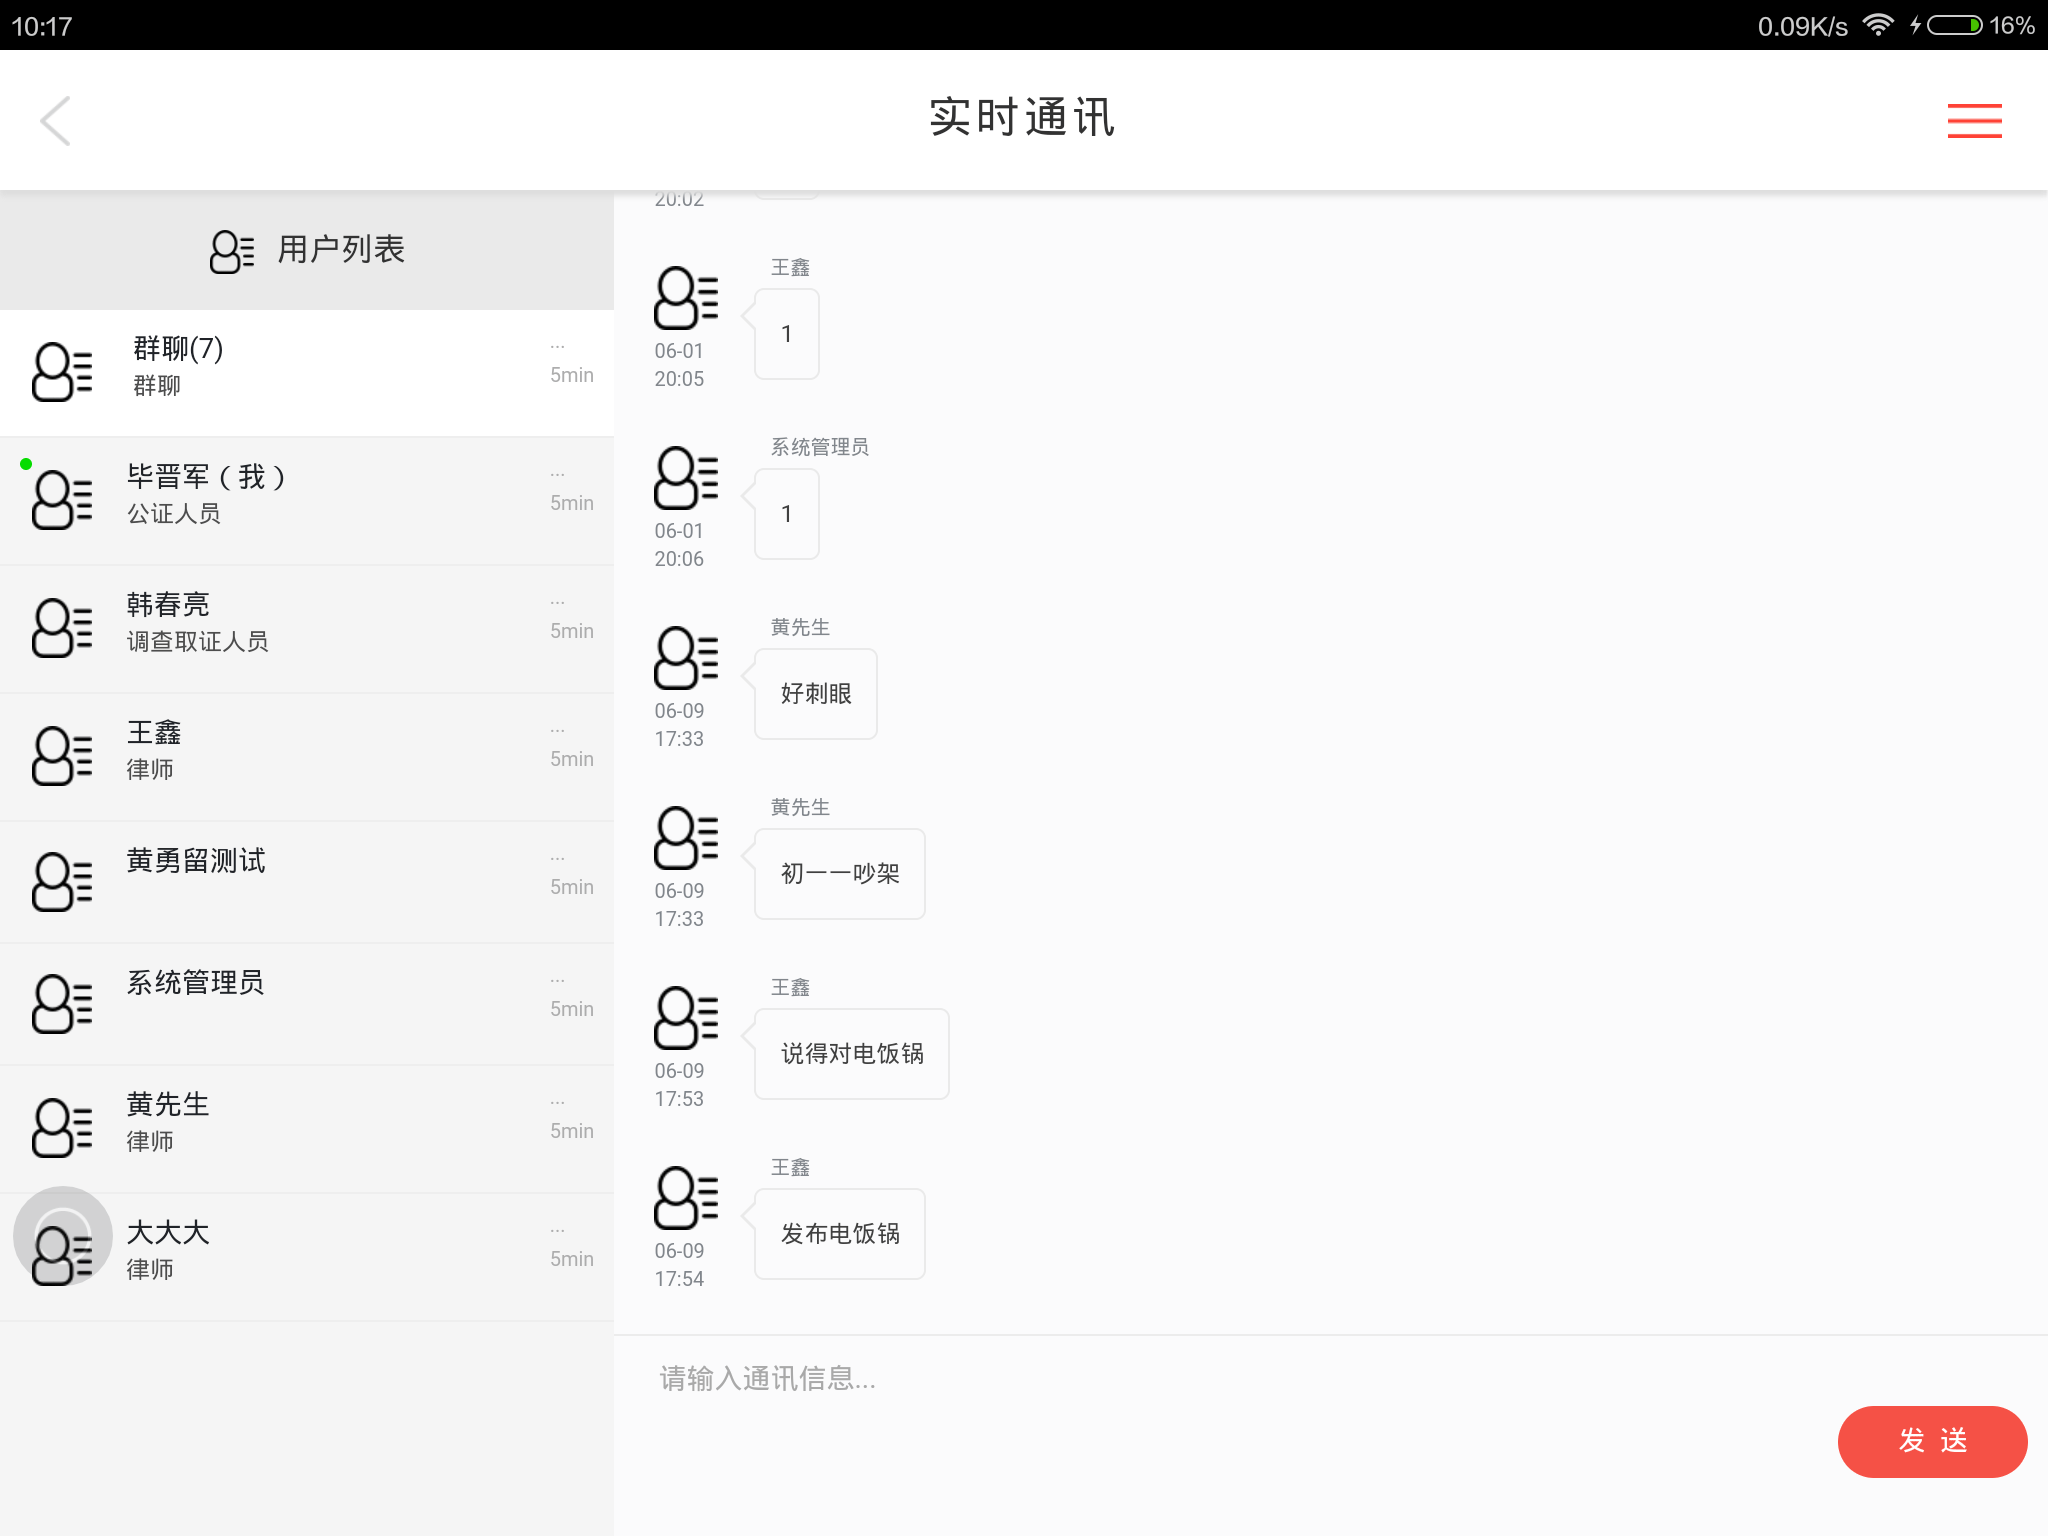 10:17
0.09K/s
16%
实时通讯
用户列表
群聊(7)
...
群聊
5min
毕晋军（我）
...
公证人员
5min
韩春亮
...
调查取证人员
5min
王鑫
...
律师
5min
黄勇留测试
...
5min
系统管理员
...
5min
黄先生
...
律师
5min
大大大
...
律师
5min
20:02
王鑫
1
06-01
20:05
系统管理员
1
06-01
20:06
黄先生
好刺眼
06-09
17:33
黄先生
初一一吵架
06-09
17:33
王鑫
说得对电饭锅
06-09
17:53
王鑫
发布电饭锅
06-09
17:54
请输入通讯信息...
发 送